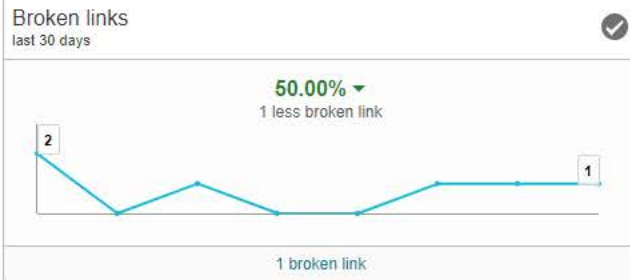 Broken links
last 30 days
50.00%
1 less broken link
2
1
1 broken link